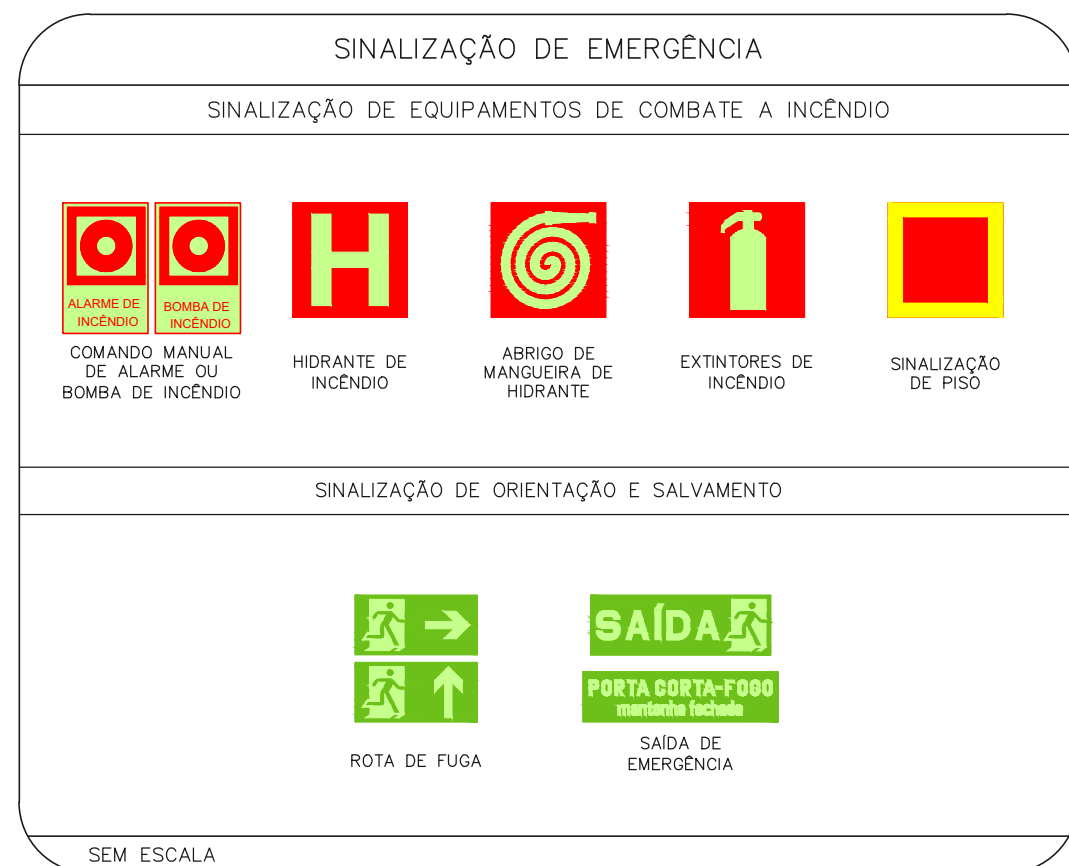 SINALIZAÇÃO DE EMERGÊNCIA
SINALIZAÇÃO DE EQUIPAMENTOS DE COMBATE A INCÊNDIO
ALARME DE
INCÊNDIO
BOMBA DE
INCÊNDIO
H
COMANDO MANUAL
DE ALARME OU
BOMBA DE INCÊNDIO
HIDRANTE DE
INCÊNDIO
ABRIGO DE
MANGUEIRA DE
HIDRANTE
EXTINTORES DE
INCÊNDIO
SINALIZAÇÃO
DE PISO
SINALIZAÇÃO DE ORIENTAÇÃO E SALVAMENTO
SAÍDA
PORTA CORTA-FOGO
mantenha fechada
ROTA DE FUGA
SAÍDA DE
EMERGÊNCIA
SEM ESCALA